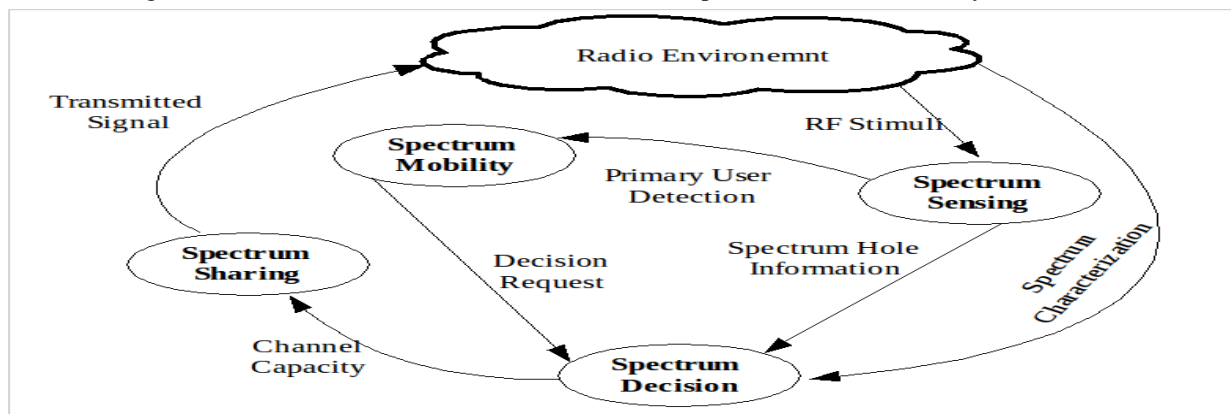 Radio Environemnt
Transmitted
Signal
RF Stimuli
Spectrum
Mobility
Primary User
Detection
Spectrum
Sensing
Spectrum
Sharing
Decision
Request
Spectrum Hole
Information
Spectrum
Characterization
Channel
Capacity
Spectrum
Decision